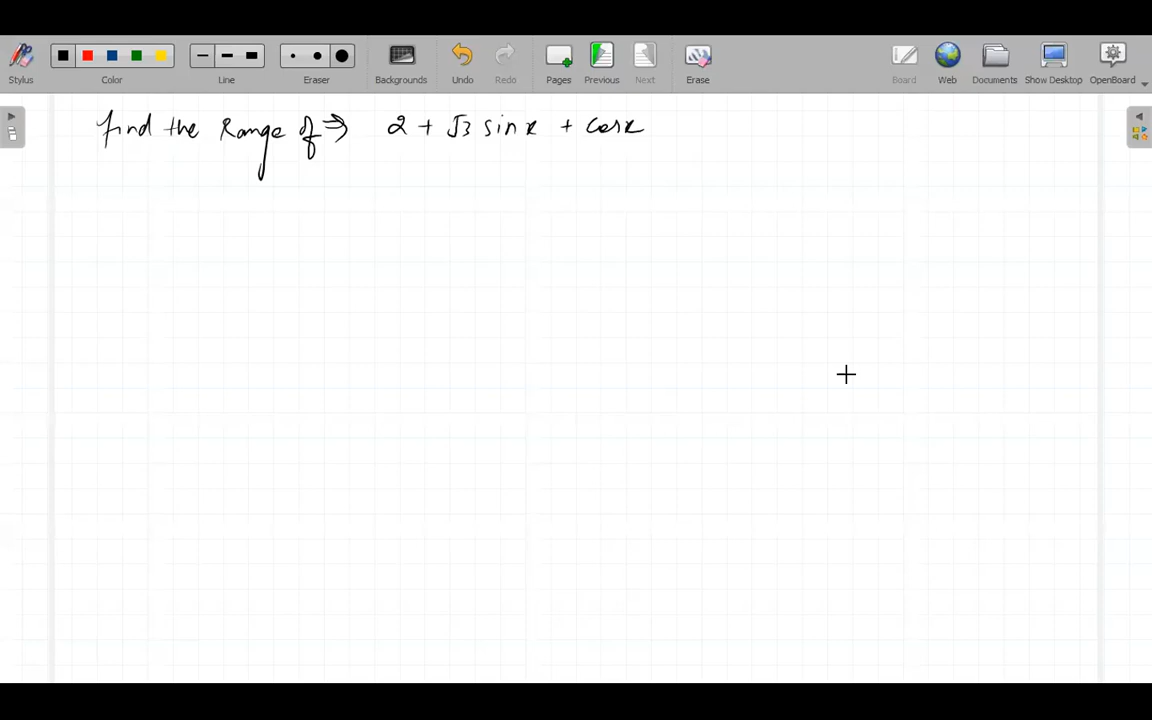 Stylus Color Line Eraser Backgrounds Undo Redo Pages Previous Next Erase Board Web Documents Show Desktop OpenBoard
find the Range of ⇒ 2 + √3 sin x + cos x